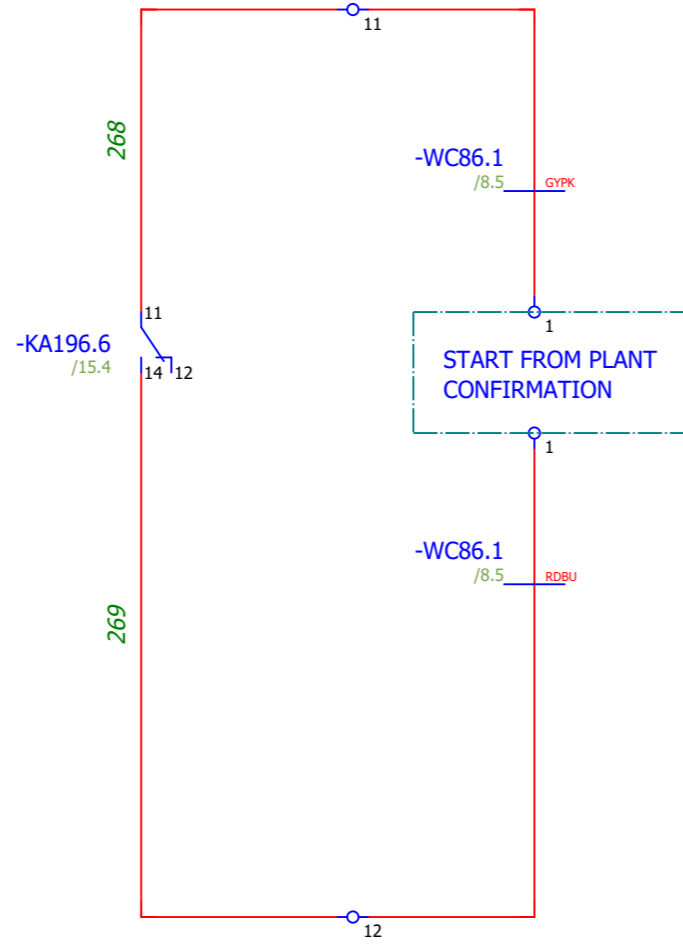 11
268
-WC86.1
/8.5
GYPK
11
-KA196.6
/15.4
14
12
1
START FROM PLANT
CONFIRMATION
1
-WC86.1
/8.5
RDBU
269
12